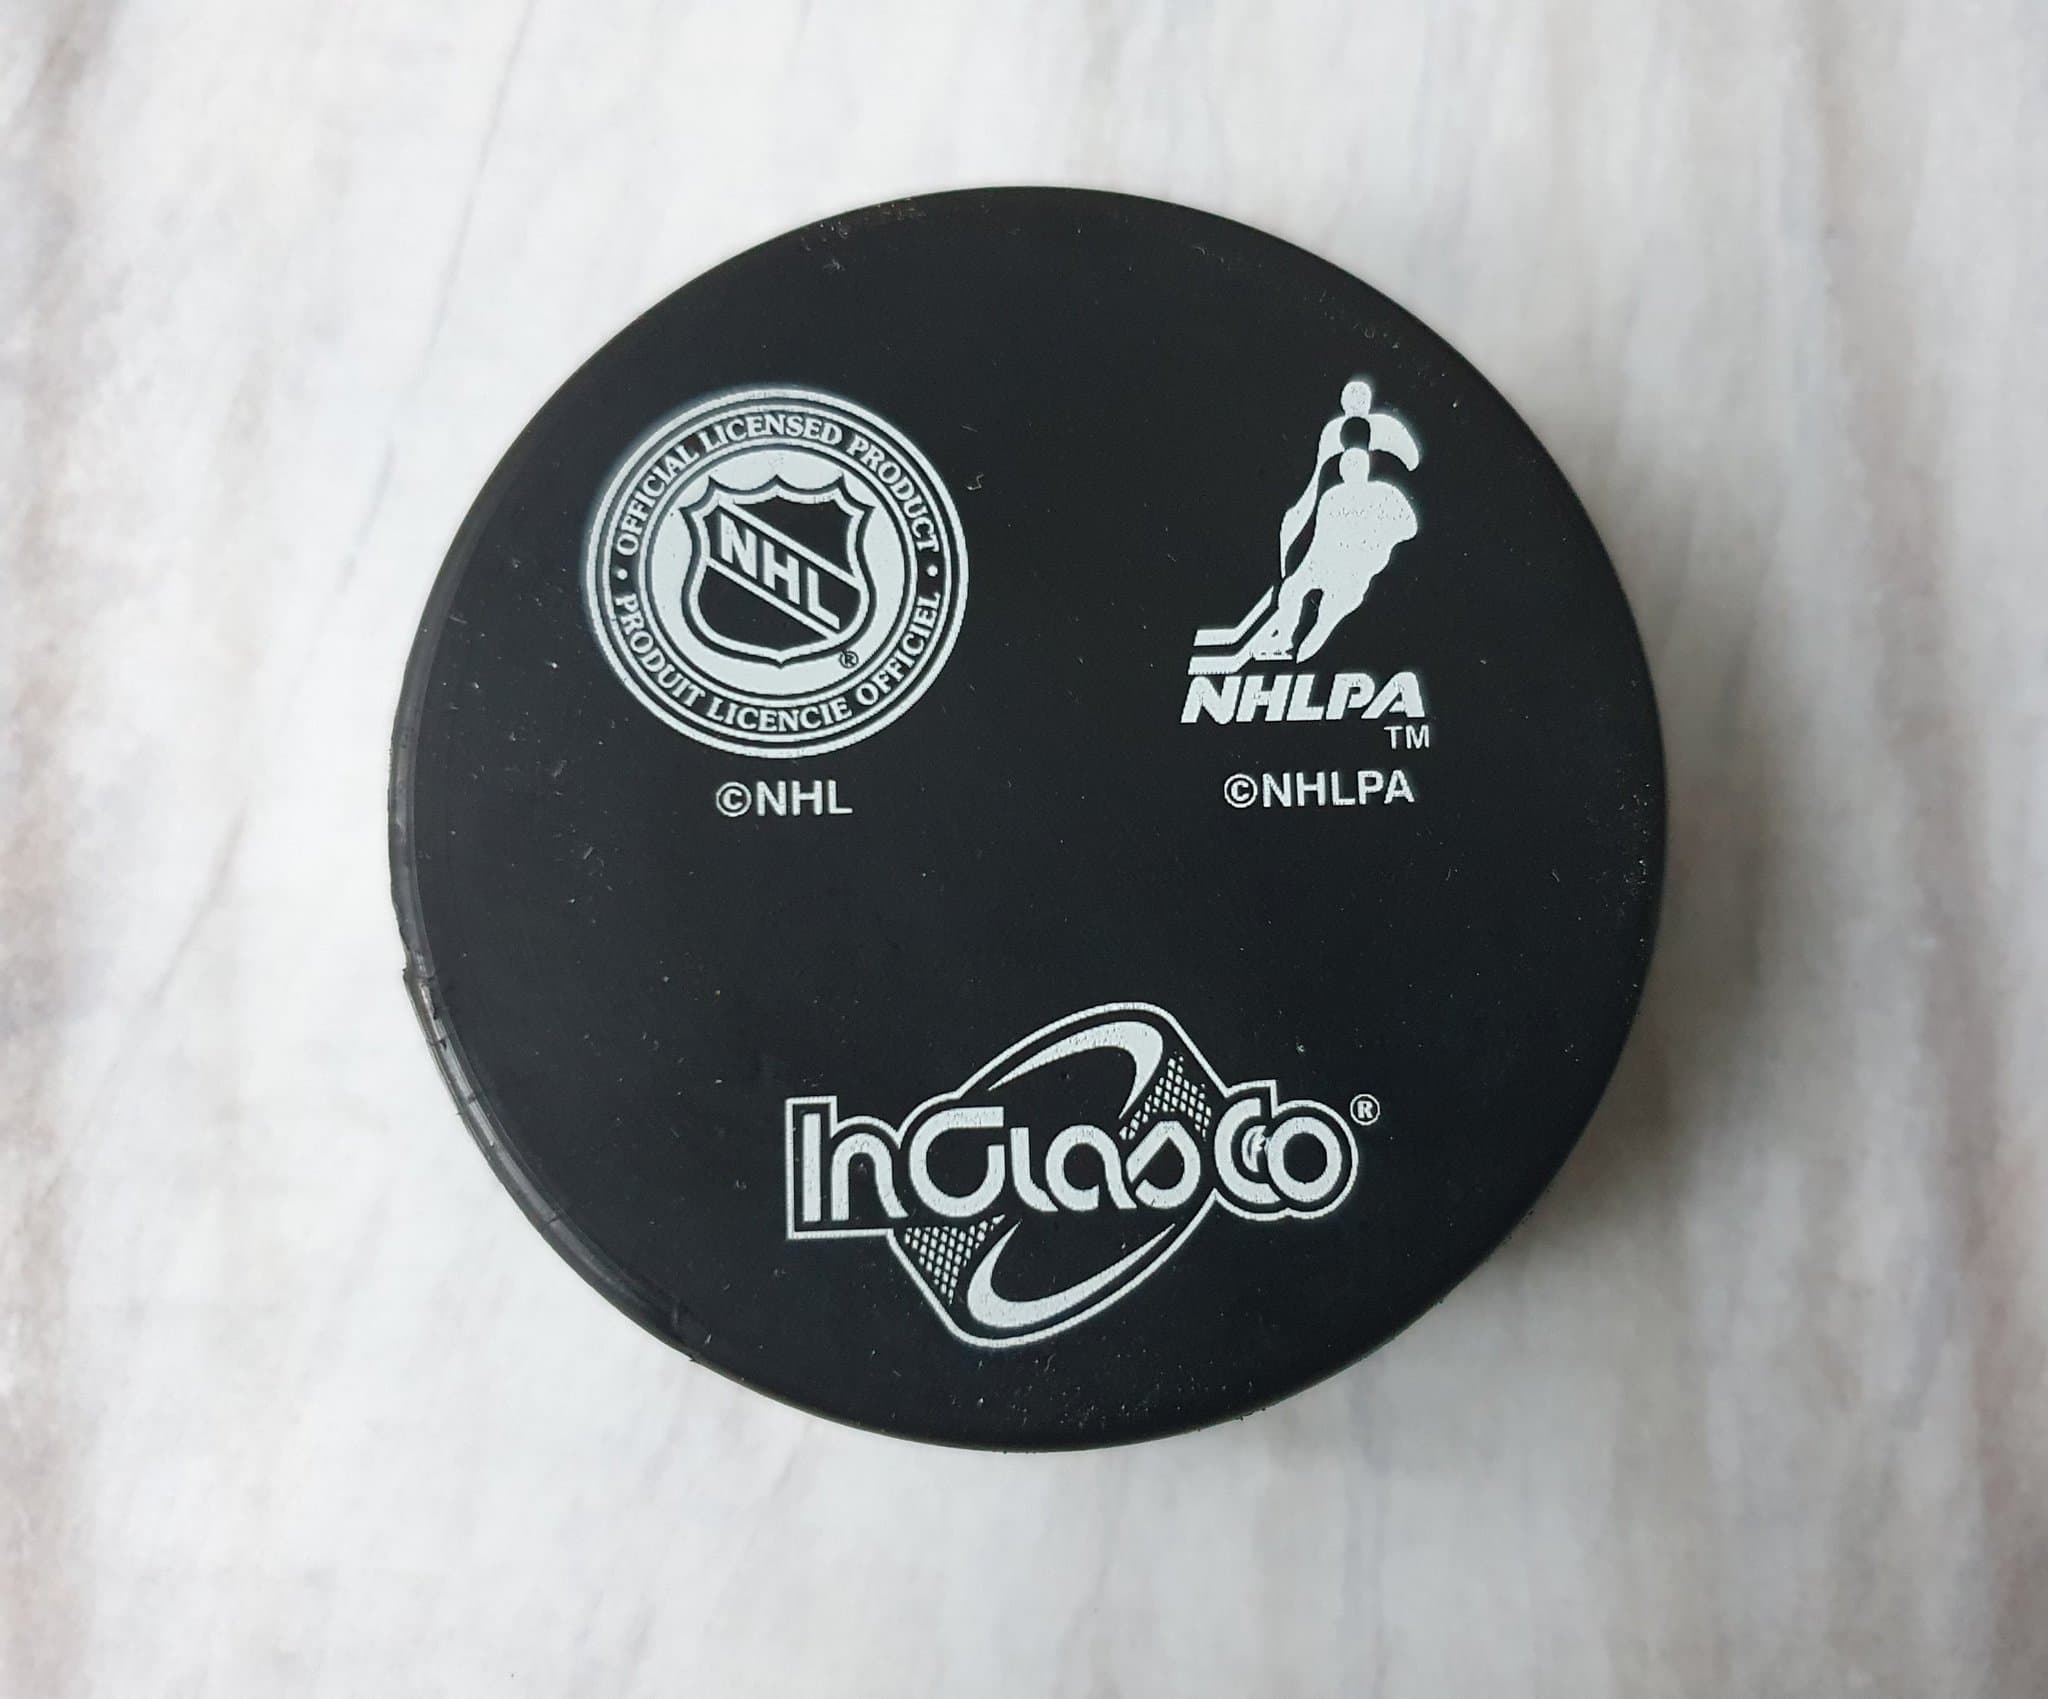 OFFICIAL LICENSED PRODUCT
NHL
®
• PRODUIT LICENCIE OFFICIEL •
©NHL
NHLPA
TM
©NHLPA
InGlasCo®